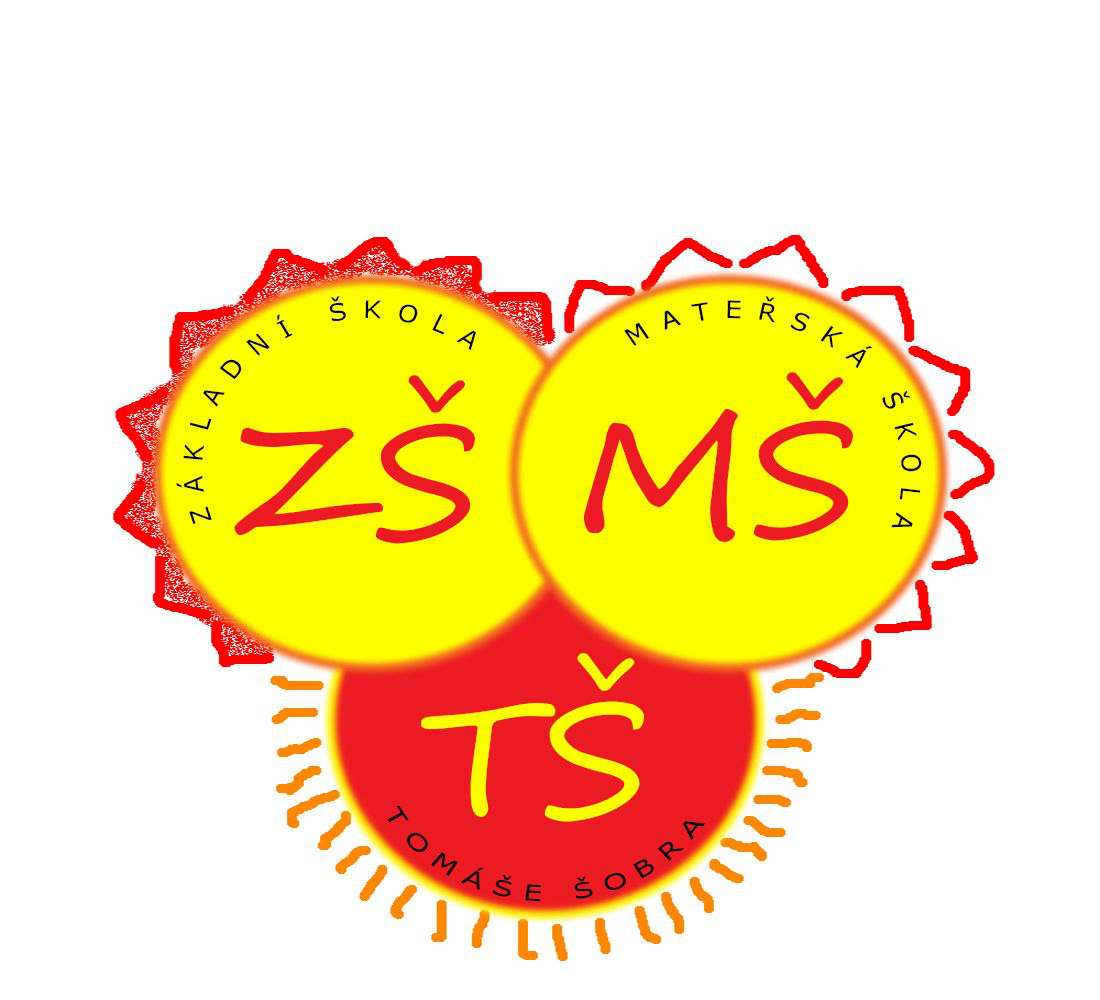 ZÁKLADNÍ ŠKOLA
ZŠ
MATEŘSKÁ ŠKOLA
MŠ
TŠ
TOMÁŠE ŠOBRA